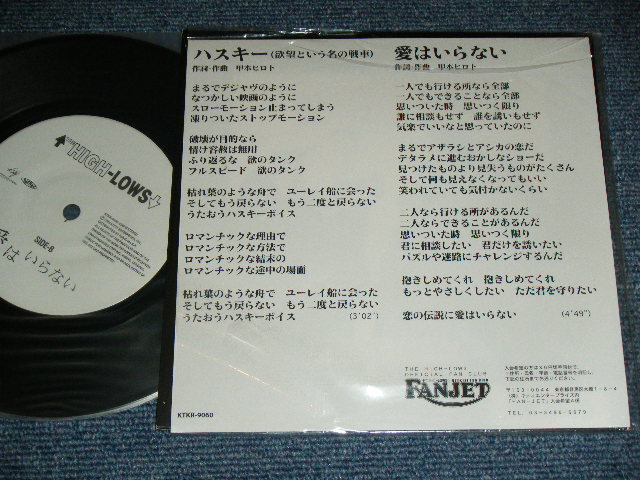 ハスキー(欲望という名の戦車)
作詞・作曲 甲本ヒロト
まるでデジャヴのように
なつかしい映画のように
スローモーション止まってしまう
凍りついたストップモーション
破壊が目的なら
情け容赦は無用
ふり返るな 欲のタンク
フルスピード 欲のタンク
枯れ葉のような舟で ユーレイ船に会った
そしてもう戻らない もう二度と戻らない
うたおうハスキーボイス
ロマンチックな理由で
ロマンチックな方法で
ロマンチックな結末の
ロマンチックな途中の場面
枯れ葉のような舟で ユーレイ船に会った
そしてもう戻らない もう二度と戻らない
うたおうハスキーボイス (3'02")
KTKR-9060
愛はいらない
作詞・作曲 甲本ヒロト
一人でも行ける所なら全部
一人でもできることなら全部
思いついた時 思いつく限り
誰に相談もせず 誰を誘いもせず
気楽でいいなと思っていたのに
まるでアザラシとアシカの恋だ
デタラメに進むおかしなショーだ
見つけたものより見失うものがたくさん
そして何も見えなくなってもいい
笑われていても気付かないくらい
二人なら行ける所があるんだ
二人ならできることがあるんだ
思いついた時 思いつく限り
君に相談したい 君だけを誘いたい
パズルや迷路にチャレンジするんだ
抱きしめてくれ 抱きしめてくれ
もっとやさしくしたい ただ君を守りたい
恋の伝説に愛はいらない (4'49")
THE HIGH-LOWS
OFFICIAL FAN CLUB
FANJET
HIGH-LOWS
SIDE-B
はいらない